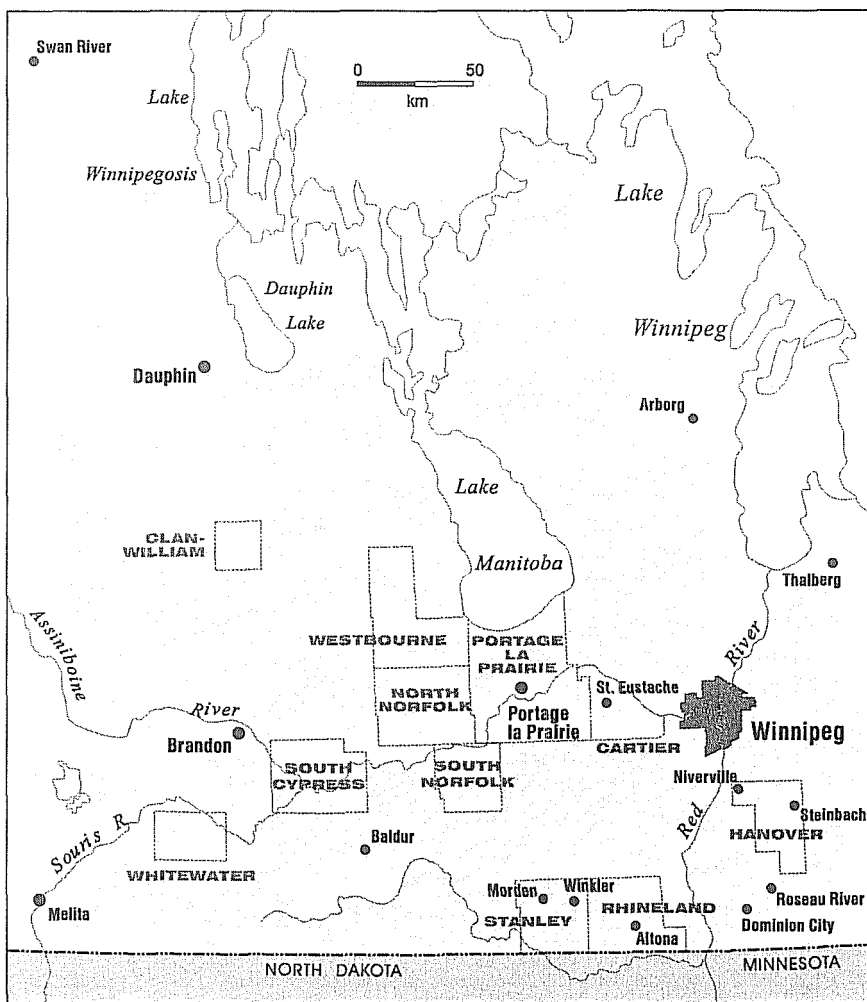 Swan River
0 50
km
Lake
Winnipegosis
Lake
Dauphin
Lake
Winnipeg
Dauphin
Arborg
Lake
Manitoba
CLAN-
WILLIAM
Thalberg
Assiniboine
River
WESTBOURNE
PORTAGE
LA
PRAIRIE
River
NORTH
NORFOLK
St. Eustache
Portage
la Prairie
Winnipeg
Brandon
CARTIER
SOUTH
CYPRESS
SOUTH
NORFOLK
Niverville
Red
Steinbach
HANOVER
Souris R
Baldur
WHITEWATER
Melita
Morden
Winkler
STANLEY
RHINELAND
Altona
Roseau River
Dominion City
NORTH DAKOTA
MINNESOTA